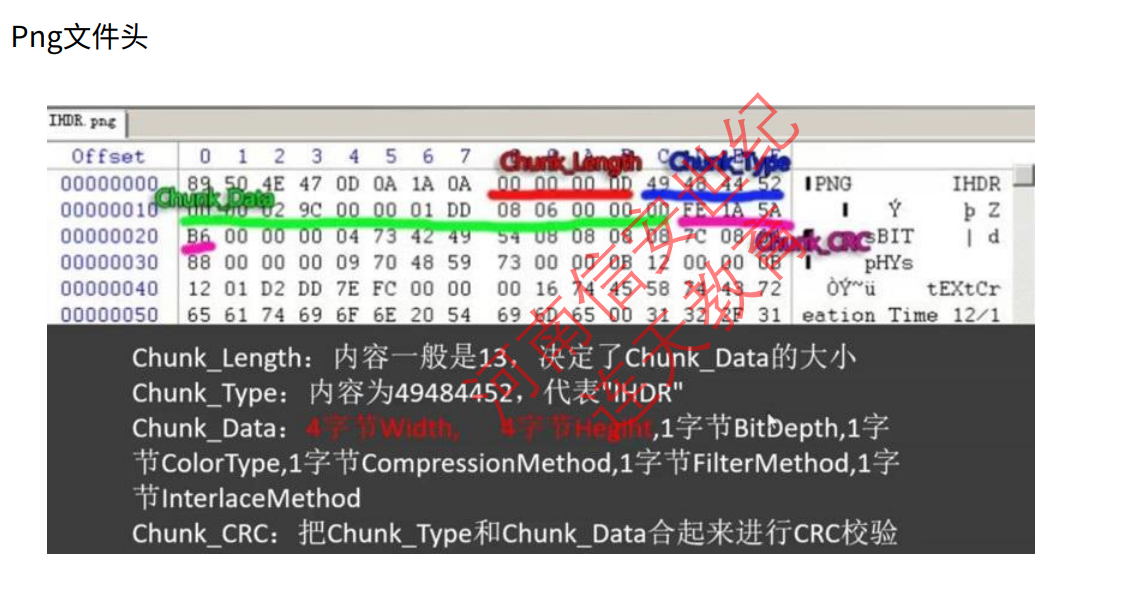 Png文件头
IHDR.png
Offset 0 1 2 3 4 5 6 7 C
Chunk_Length Chunk_Type
00000000 89 50 4E 47 0D 0A 1A 0A 00 00 00 0D 49 48 44 52 PNG IHDR
Chunk_Data
00000010 02 9C 00 00 01 DD 08 06 00 00 00 FE 1A 5A Ý þ Z
00000020 B6 00 00 00 04 73 42 49 54 08 08 08 08 7C 08 sBIT | d
Chunk_CRC
00000030 88 00 00 00 09 70 48 59 73 00 00 0B 12 00 00 0B pHYs
00000040 12 01 D2 DD 7E FC 00 00 00 16 74 45 58 74 43 72 ÒÝ~ü tEXtCr
00000050 65 61 74 69 6F 6E 20 54 69 6D 65 00 31 32 2F 31 eation Time 12/1
Chunk_Length：内容一般是13，决定了Chunk_Data的大小
Chunk_Type：内容为49484452，代表"IHDR"
Chunk_Data：4字节Width, 4字节Hegiht,1字节BitDepth,1字
节ColorType,1字节CompressionMethod,1字节FilterMethod,1字
节InterlaceMethod
Chunk_CRC：把Chunk_Type和Chunk_Data合起来进行CRC校验
河南信安世纪